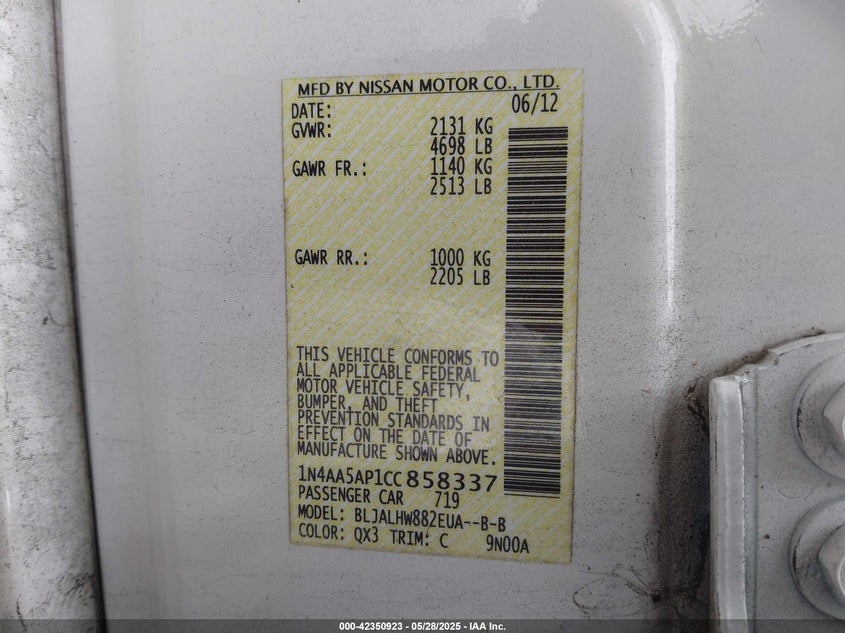 MFD BY NISSAN MOTOR CO., LTD.
DATE: 06/12
GVWR: 2131 KG
4698 LB
GAWR FR.: 1140 KG
2513 LB
GAWR RR.: 1000 KG
2205 LB
THIS VEHICLE CONFORMS TO
ALL APPLICABLE FEDERAL
MOTOR VEHICLE SAFETY,
BUMPER, AND THEFT
PREVENTION STANDARDS IN
EFFECT ON THE DATE OF
MANUFACTURE SHOWN ABOVE.
1N4AA5AP1CC858337
PASSENGER CAR 719
MODEL: BLJALHW882EUA--B-B
COLOR: QX3 TRIM: C 9N00A
000-42350923 - 05/28/2025 - IAA Inc.